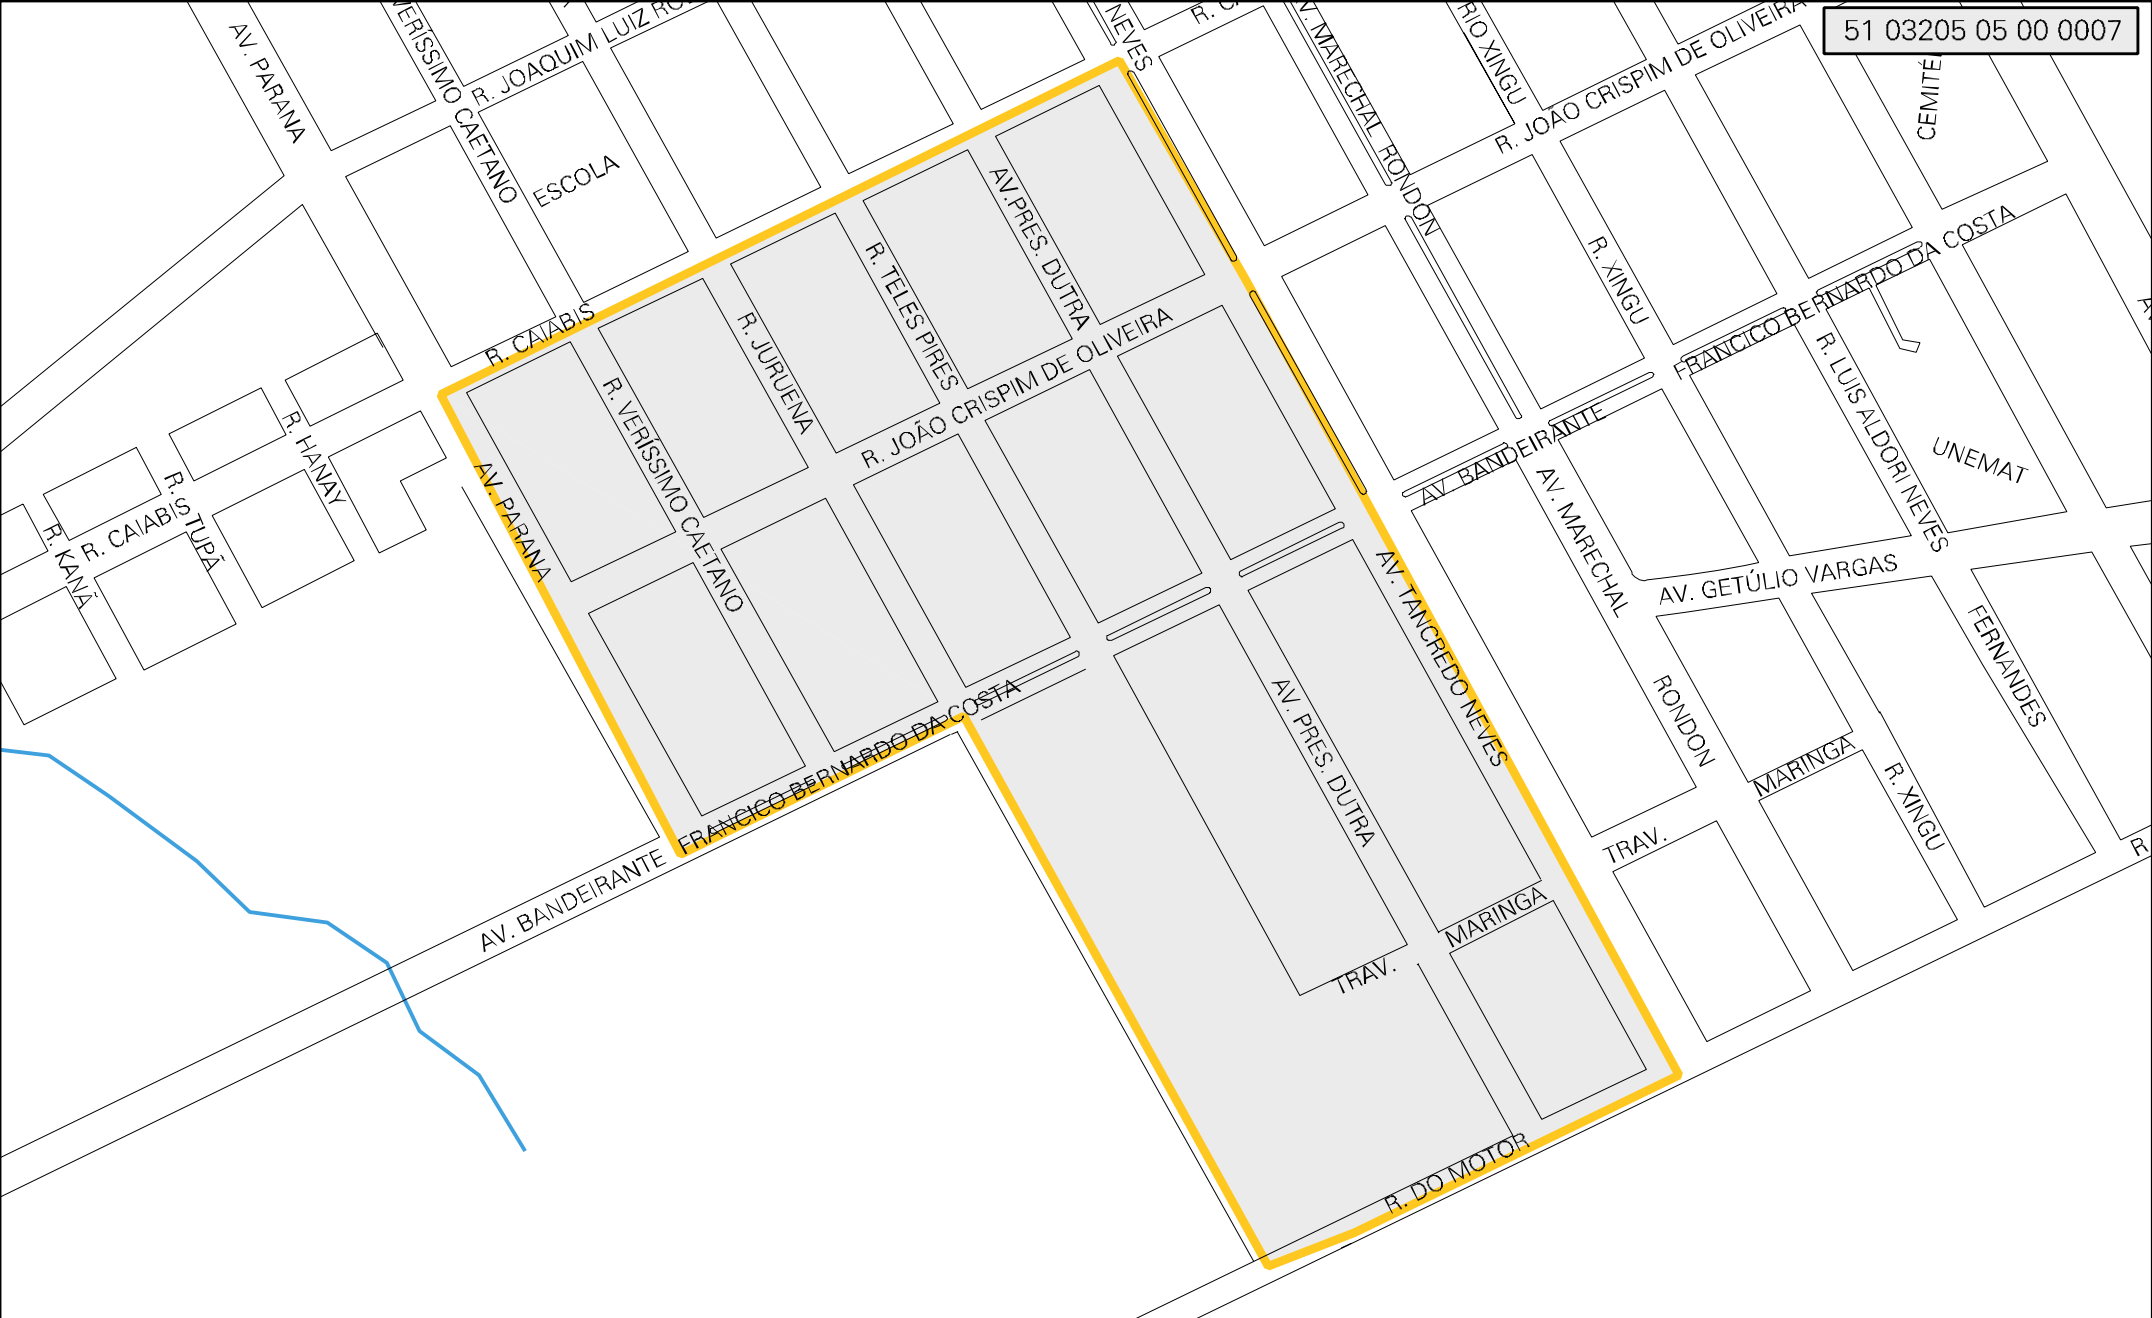 51 03205 05 00 0007
AV. PARANA
VERÍSSIMO CAETANO
R. JOAQUIM LUIZ
NEVES
AV. MARECHAL RONDON
RIO XINGU
R. JOÃO CRISPIM DE OLIVEIRA
CEMITÉ
ESCOLA
AV.PRES. DUTRA
R. TELES PIRES
R. JURUENA
R. CAIABIS
R. VERÍSSIMO CAETANO
R. JOÃO CRISPIM DE OLIVEIRA
R. XINGU
FRANCICO BERNARDO DA COSTA
R. LUIS ALDORI NEVES
UNEMAT
AV. BANDEIRANTE
R. HANAY
R. TUPÃ
R. CAIABIS
R. KANÃ
AV. PARANA
AV. MARECHAL
RONDON
AV. GETÚLIO VARGAS
FERNANDES
AV. TANCREDO NEVES
AV. PRES. DUTRA
FRANCICO BERNARDO DA COSTA
AV. BANDEIRANTE
MARINGA
R. XINGU
TRAV.
R
MARINGA
TRAV.
R. DO MOTOR